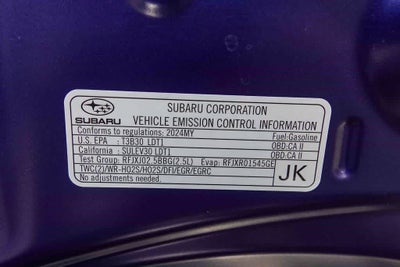 SUBARU CORPORATION
SUBARU VEHICLE EMISSION CONTROL INFORMATION
Conforms to regulations: 2024MY Fuel:Gasoline
U.S. EPA : T3B30 LDT1 OBD:CA II
California : SULEV30 LDT1 OBD:CA II
Test Group: RFJXJ02.5BBG(2.5L) Evap: RFJXR01545GE
TWC(2)/WR-HO2S/HO2S/DFI/EGR/EGRC
No adjustments needed.
JK